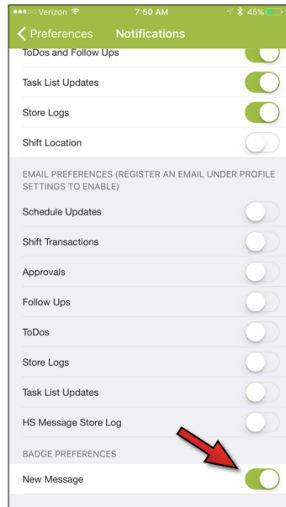 Verizon 7:50 AM 45%
Preferences Notifications
ToDos and Follow Ups
Task List Updates
Store Logs
Shift Location
EMAIL PREFERENCES (REGISTER AN EMAIL UNDER PROFILE
SETTINGS TO ENABLE)
Schedule Updates
Shift Transactions
Approvals
Follow Ups
ToDos
Store Logs
Task List Updates
HS Message Store Log
BADGE PREFERENCES
New Message